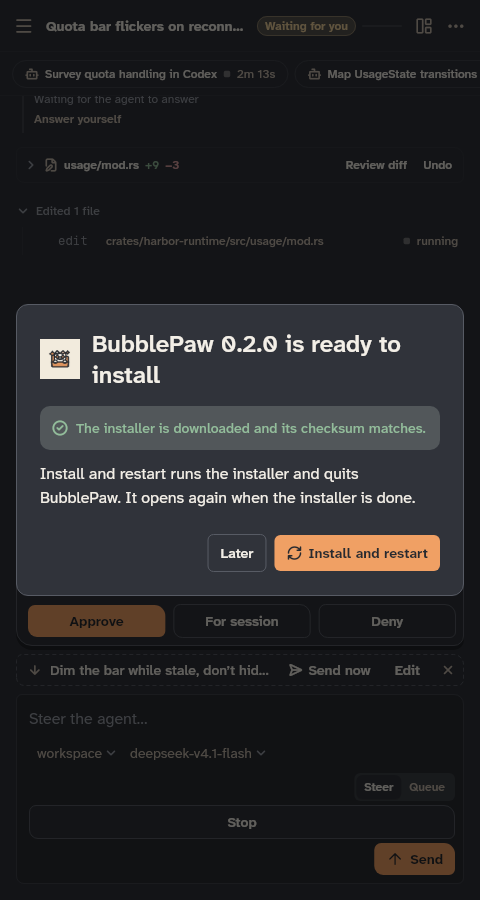 Quota bar flickers on reconn... Waiting for you
Survey quota handling in Codex 2m 13s Map UsageState transitions
Waiting for the agent to answer
Answer yourself
usage/mod.rs +9 −3 Review diff Undo
Edited 1 file
edit crates/harbor-runtime/src/usage/mod.rs running
BubblePaw 0.2.0 is ready to
install
The installer is downloaded and its checksum matches.
Install and restart runs the installer and quits
BubblePaw. It opens again when the installer is done.
Later Install and restart
Approve For session Deny
Dim the bar while stale, don't hid... Send now Edit
Steer the agent...
workspace deepseek-v4.1-flash
Steer Queue
Stop
Send